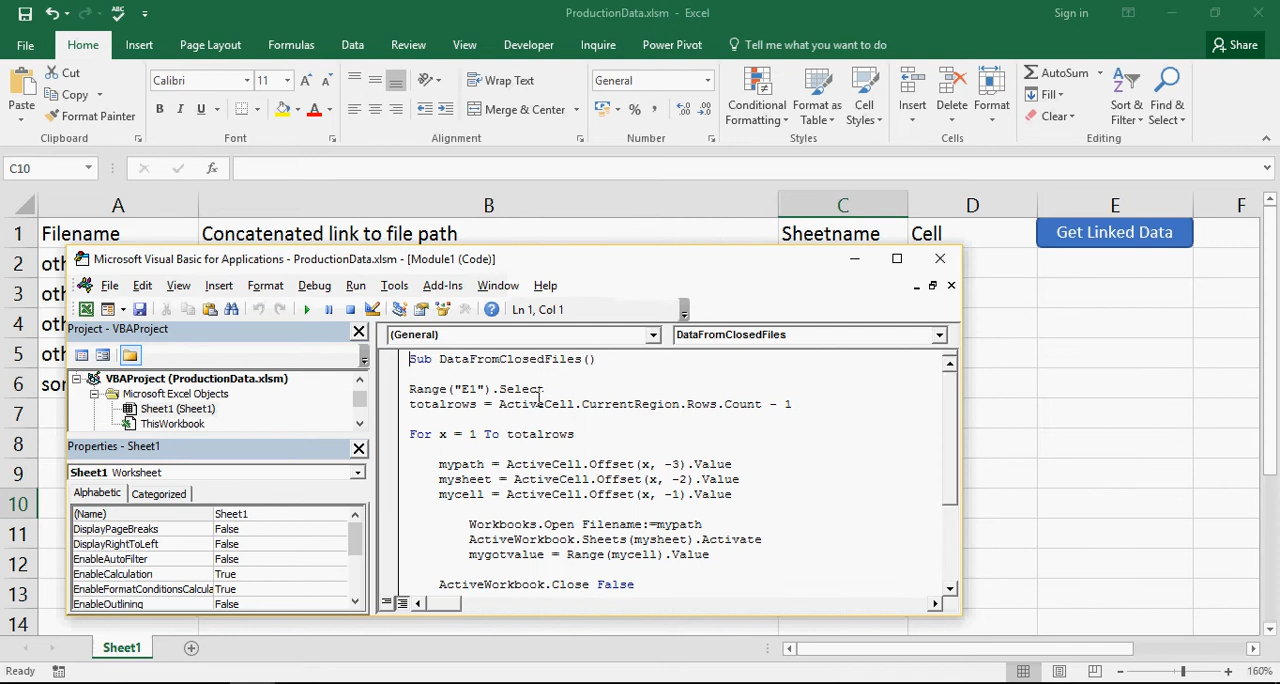 ProductionData.xlsm - Excel
Sign in
File Home Insert Page Layout Formulas Data Review View Developer Inquire Power Pivot Tell me what you want to do Share
Paste
Cut
Copy
Format Painter
Clipboard
Calibri 11
B I U
Font
Wrap Text
Merge & Center
Alignment
General
$ % ,
Number
Conditional Formatting
Format as Table
Cell Styles
Styles
Insert Delete Format
Cells
AutoSum
Fill
Clear
Sort & Filter
Find & Select
Editing
C10 fx
A B C D E F
1 Filename Concatenated link to file path Sheetname Cell Get Linked Data
2 oth
3 oth
4 oth
5 oth
6 son
7
8
9
10
11
12
13
14
Microsoft Visual Basic for Applications - ProductionData.xlsm - [Module1 (Code)]
File Edit View Insert Format Debug Run Tools Add-Ins Window Help
Ln 1, Col 1
Project - VBAProject
VBAProject (ProductionData.xlsm)
Microsoft Excel Objects
Sheet1 (Sheet1)
ThisWorkbook
Properties - Sheet1
Sheet1 Worksheet
Alphabetic Categorized
(Name) Sheet1
DisplayPageBreaks False
DisplayRightToLeft False
EnableAutoFilter False
EnableCalculation True
EnableFormatConditionsCalcula True
EnableOutlining False
(General) DataFromClosedFiles
Sub DataFromClosedFiles()
Range("E1").Select
totalrows = ActiveCell.CurrentRegion.Rows.Count - 1
For x = 1 To totalrows
mypath = ActiveCell.Offset(x, -3).Value
mysheet = ActiveCell.Offset(x, -2).Value
mycell = ActiveCell.Offset(x, -1).Value
Workbooks.Open Filename:=mypath
ActiveWorkbook.Sheets(mysheet).Activate
mygotvalue = Range(mycell).Value
ActiveWorkbook.Close False
Sheet1
Ready
160%